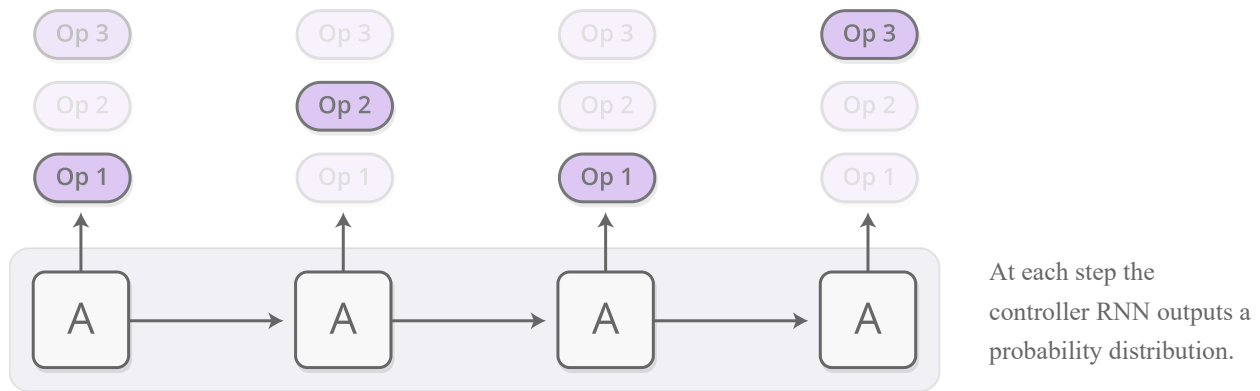 Op 3 Op 3 Op 3 Op 3
Op 2 Op 2 Op 2 Op 2
Op 1 Op 1 Op 1 Op 1
A A A A
At each step the
controller RNN outputs a
probability distribution.